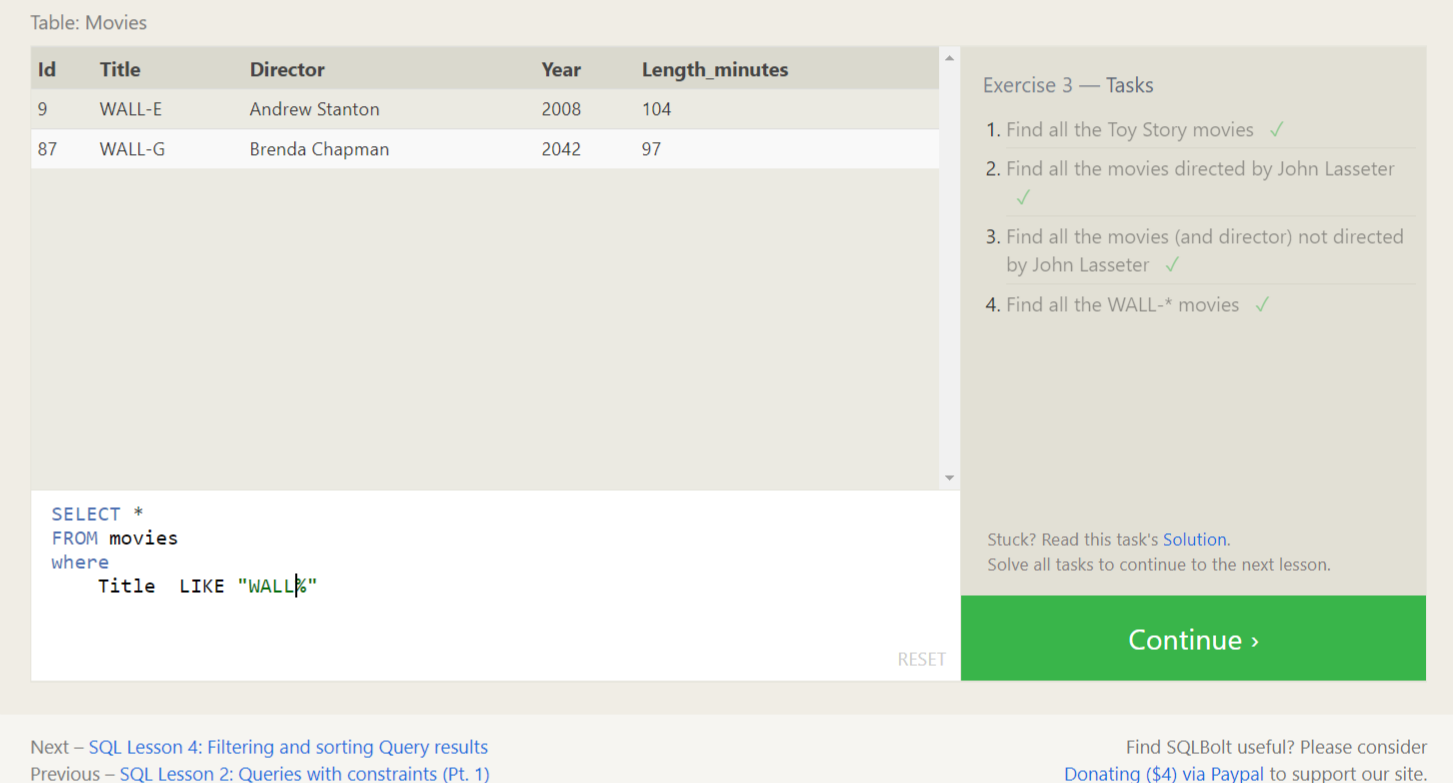 Table: Movies
Id Title Director Year Length_minutes
9 WALL-E Andrew Stanton 2008 104
87 WALL-G Brenda Chapman 2042 97
Exercise 3 — Tasks
1. Find all the Toy Story movies ✓
2. Find all the movies directed by John Lasseter
✓
3. Find all the movies (and director) not directed
by John Lasseter ✓
4. Find all the WALL-* movies ✓
SELECT *
FROM movies
where
Title  LIKE "WALL%"
RESET
Stuck? Read this task's Solution.
Solve all tasks to continue to the next lesson.
Continue ›
Next – SQL Lesson 4: Filtering and sorting Query results
Previous – SQL Lesson 2: Queries with constraints (Pt. 1)
Find SQLBolt useful? Please consider
Donating ($4) via Paypal to support our site.